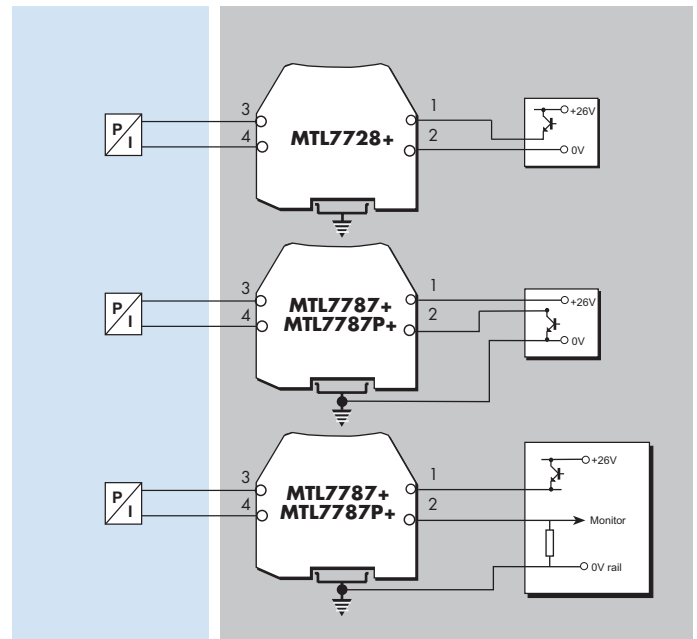 3
4
P/I
MTL7728+
1
2
+26V
0V
3
4
P/I
MTL7787+
MTL7787P+
1
2
+26V
0V
3
4
P/I
MTL7787+
MTL7787P+
1
2
+26V
Monitor
0V rail